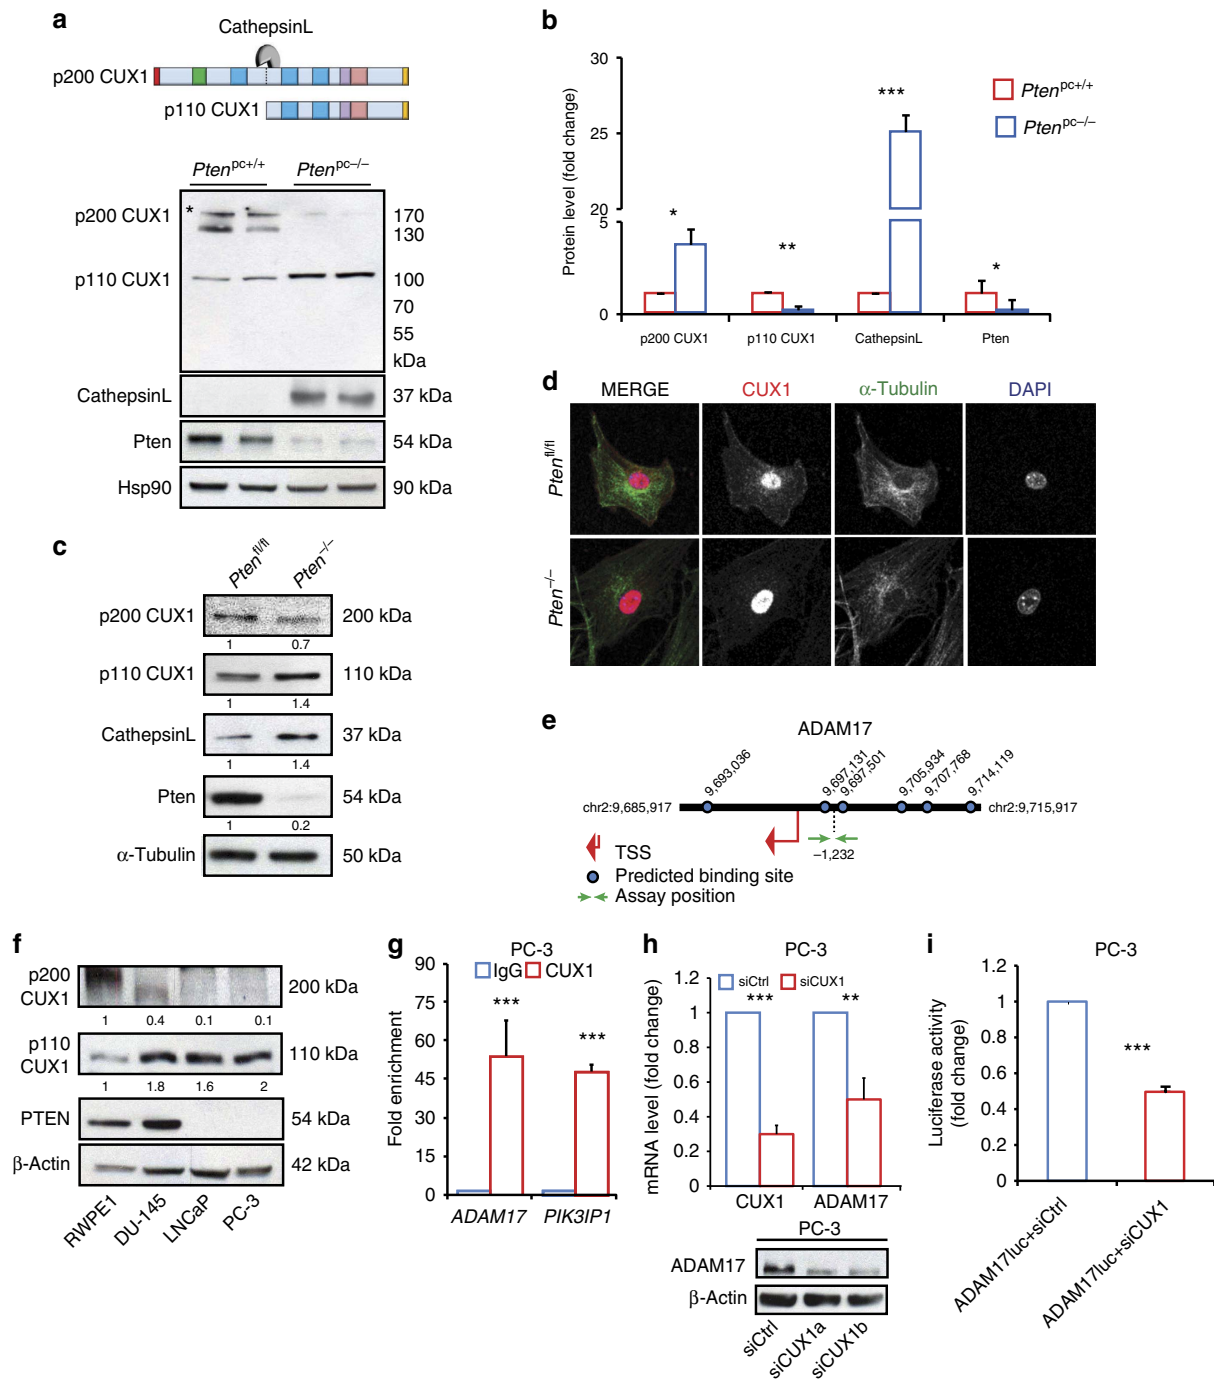 a
CathepsinL
p200 CUX1
p110 CUX1
Pten^pc+/+ Pten^pc–/–
* p200 CUX1 170
130
p110 CUX1 100
70
55
kDa
CathepsinL 37 kDa
Pten 54 kDa
Hsp90 90 kDa
b
Protein level (fold change)
30
25
20
5
0
Pten^pc+/+
Pten^pc–/–
* ** *** *
p200 CUX1 p110 CUX1 CathepsinL Pten
c
Pten^fl/fl Pten^–/–
p200 CUX1 200 kDa
1 0.7
p110 CUX1 110 kDa
1 1.4
CathepsinL 37 kDa
1 1.4
Pten 54 kDa
1 0.2
α-Tubulin 50 kDa
d
MERGE CUX1 α-Tubulin DAPI
Pten^fl/fl
Pten^–/–
e
ADAM17
9,693,036 9,697,131 9,697,501 9,705,934 9,707,768 9,714,119
chr2:9,685,917 chr2:9,715,917
–1,232
TSS
Predicted binding site
Assay position
f
p200 CUX1 200 kDa
1 0.4 0.1 0.1
p110 CUX1 110 kDa
1 1.8 1.6 2
PTEN 54 kDa
β-Actin 42 kDa
RWPE1 DU-145 LNCaP PC-3
g
PC-3
IgG CUX1
Fold enrichment
90
75
60
45
30
15
0
*** ***
ADAM17 PIK3IP1
h
PC-3
siCtrl siCUX1
mRNA level (fold change)
1.2
1
0.8
0.6
0.4
0.2
0
*** **
CUX1 ADAM17
PC-3
ADAM17
β-Actin
siCtrl siCUX1a siCUX1b
i
PC-3
Luciferase activity
(fold change)
1.2
1
0.8
0.6
0.4
0.2
0
***
ADAM17luc+siCtrl
ADAM17luc+siCUX1